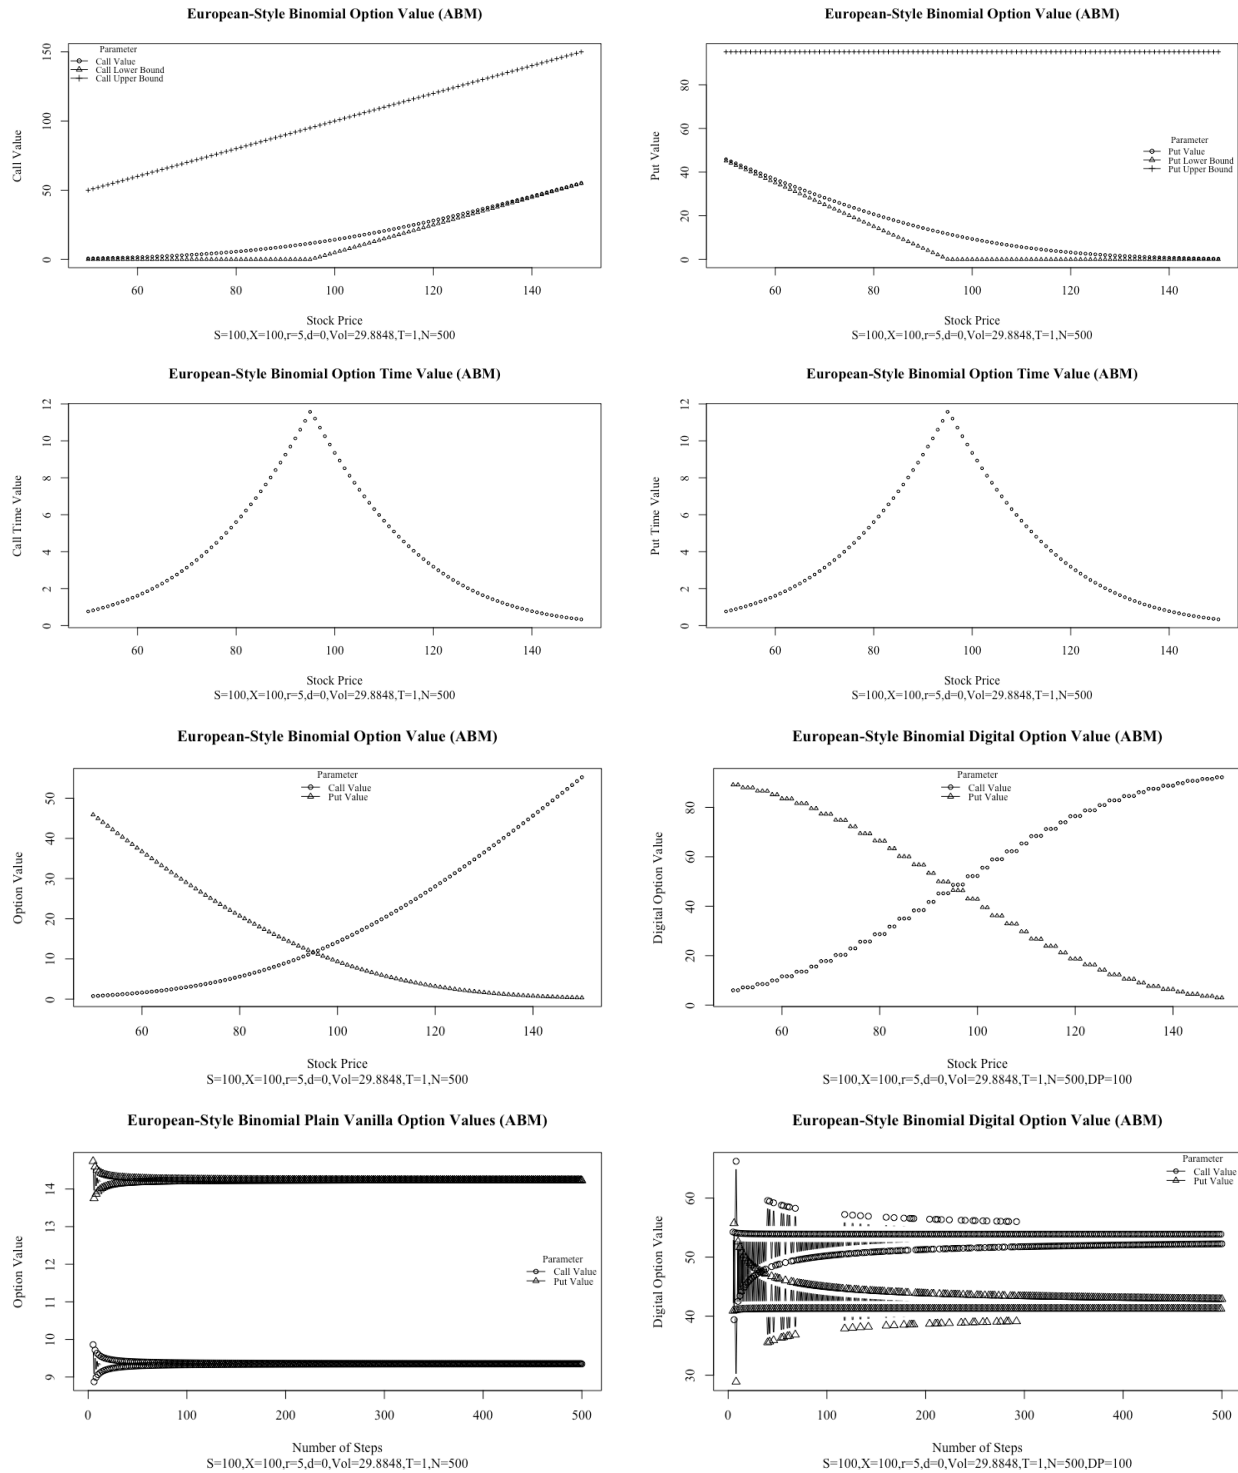 European-Style Binomial Option Value (ABM)
Parameter
Call Value
Call Lower Bound
Call Upper Bound
Call Value
0
50
100
150
60
80
100
120
140
Stock Price
S=100,X=100,r=5,d=0,Vol=29.8848,T=1,N=500
European-Style Binomial Option Value (ABM)
Parameter
Put Value
Put Lower Bound
Put Upper Bound
Put Value
0
20
40
60
80
60
80
100
120
140
Stock Price
S=100,X=100,r=5,d=0,Vol=29.8848,T=1,N=500
European-Style Binomial Option Time Value (ABM)
Call Time Value
0
2
4
6
8
10
12
60
80
100
120
140
Stock Price
S=100,X=100,r=5,d=0,Vol=29.8848,T=1,N=500
European-Style Binomial Option Time Value (ABM)
Put Time Value
0
2
4
6
8
10
12
60
80
100
120
140
Stock Price
S=100,X=100,r=5,d=0,Vol=29.8848,T=1,N=500
European-Style Binomial Option Value (ABM)
Parameter
Call Value
Put Value
Option Value
0
10
20
30
40
50
60
80
100
120
140
Stock Price
S=100,X=100,r=5,d=0,Vol=29.8848,T=1,N=500
European-Style Binomial Digital Option Value (ABM)
Parameter
Call Value
Put Value
Digital Option Value
0
20
40
60
80
60
80
100
120
140
Stock Price
S=100,X=100,r=5,d=0,Vol=29.8848,T=1,N=500,DP=100
European-Style Binomial Plain Vanilla Option Values (ABM)
Parameter
Call Value
Put Value
Option Value
9
10
11
12
13
14
0
100
200
300
400
500
Number of Steps
S=100,X=100,r=5,d=0,Vol=29.8848,T=1,N=500
European-Style Binomial Digital Option Value (ABM)
Parameter
Call Value
Put Value
Digital Option Value
30
40
50
60
0
100
200
300
400
500
Number of Steps
S=100,X=100,r=5,d=0,Vol=29.8848,T=1,N=500,DP=100